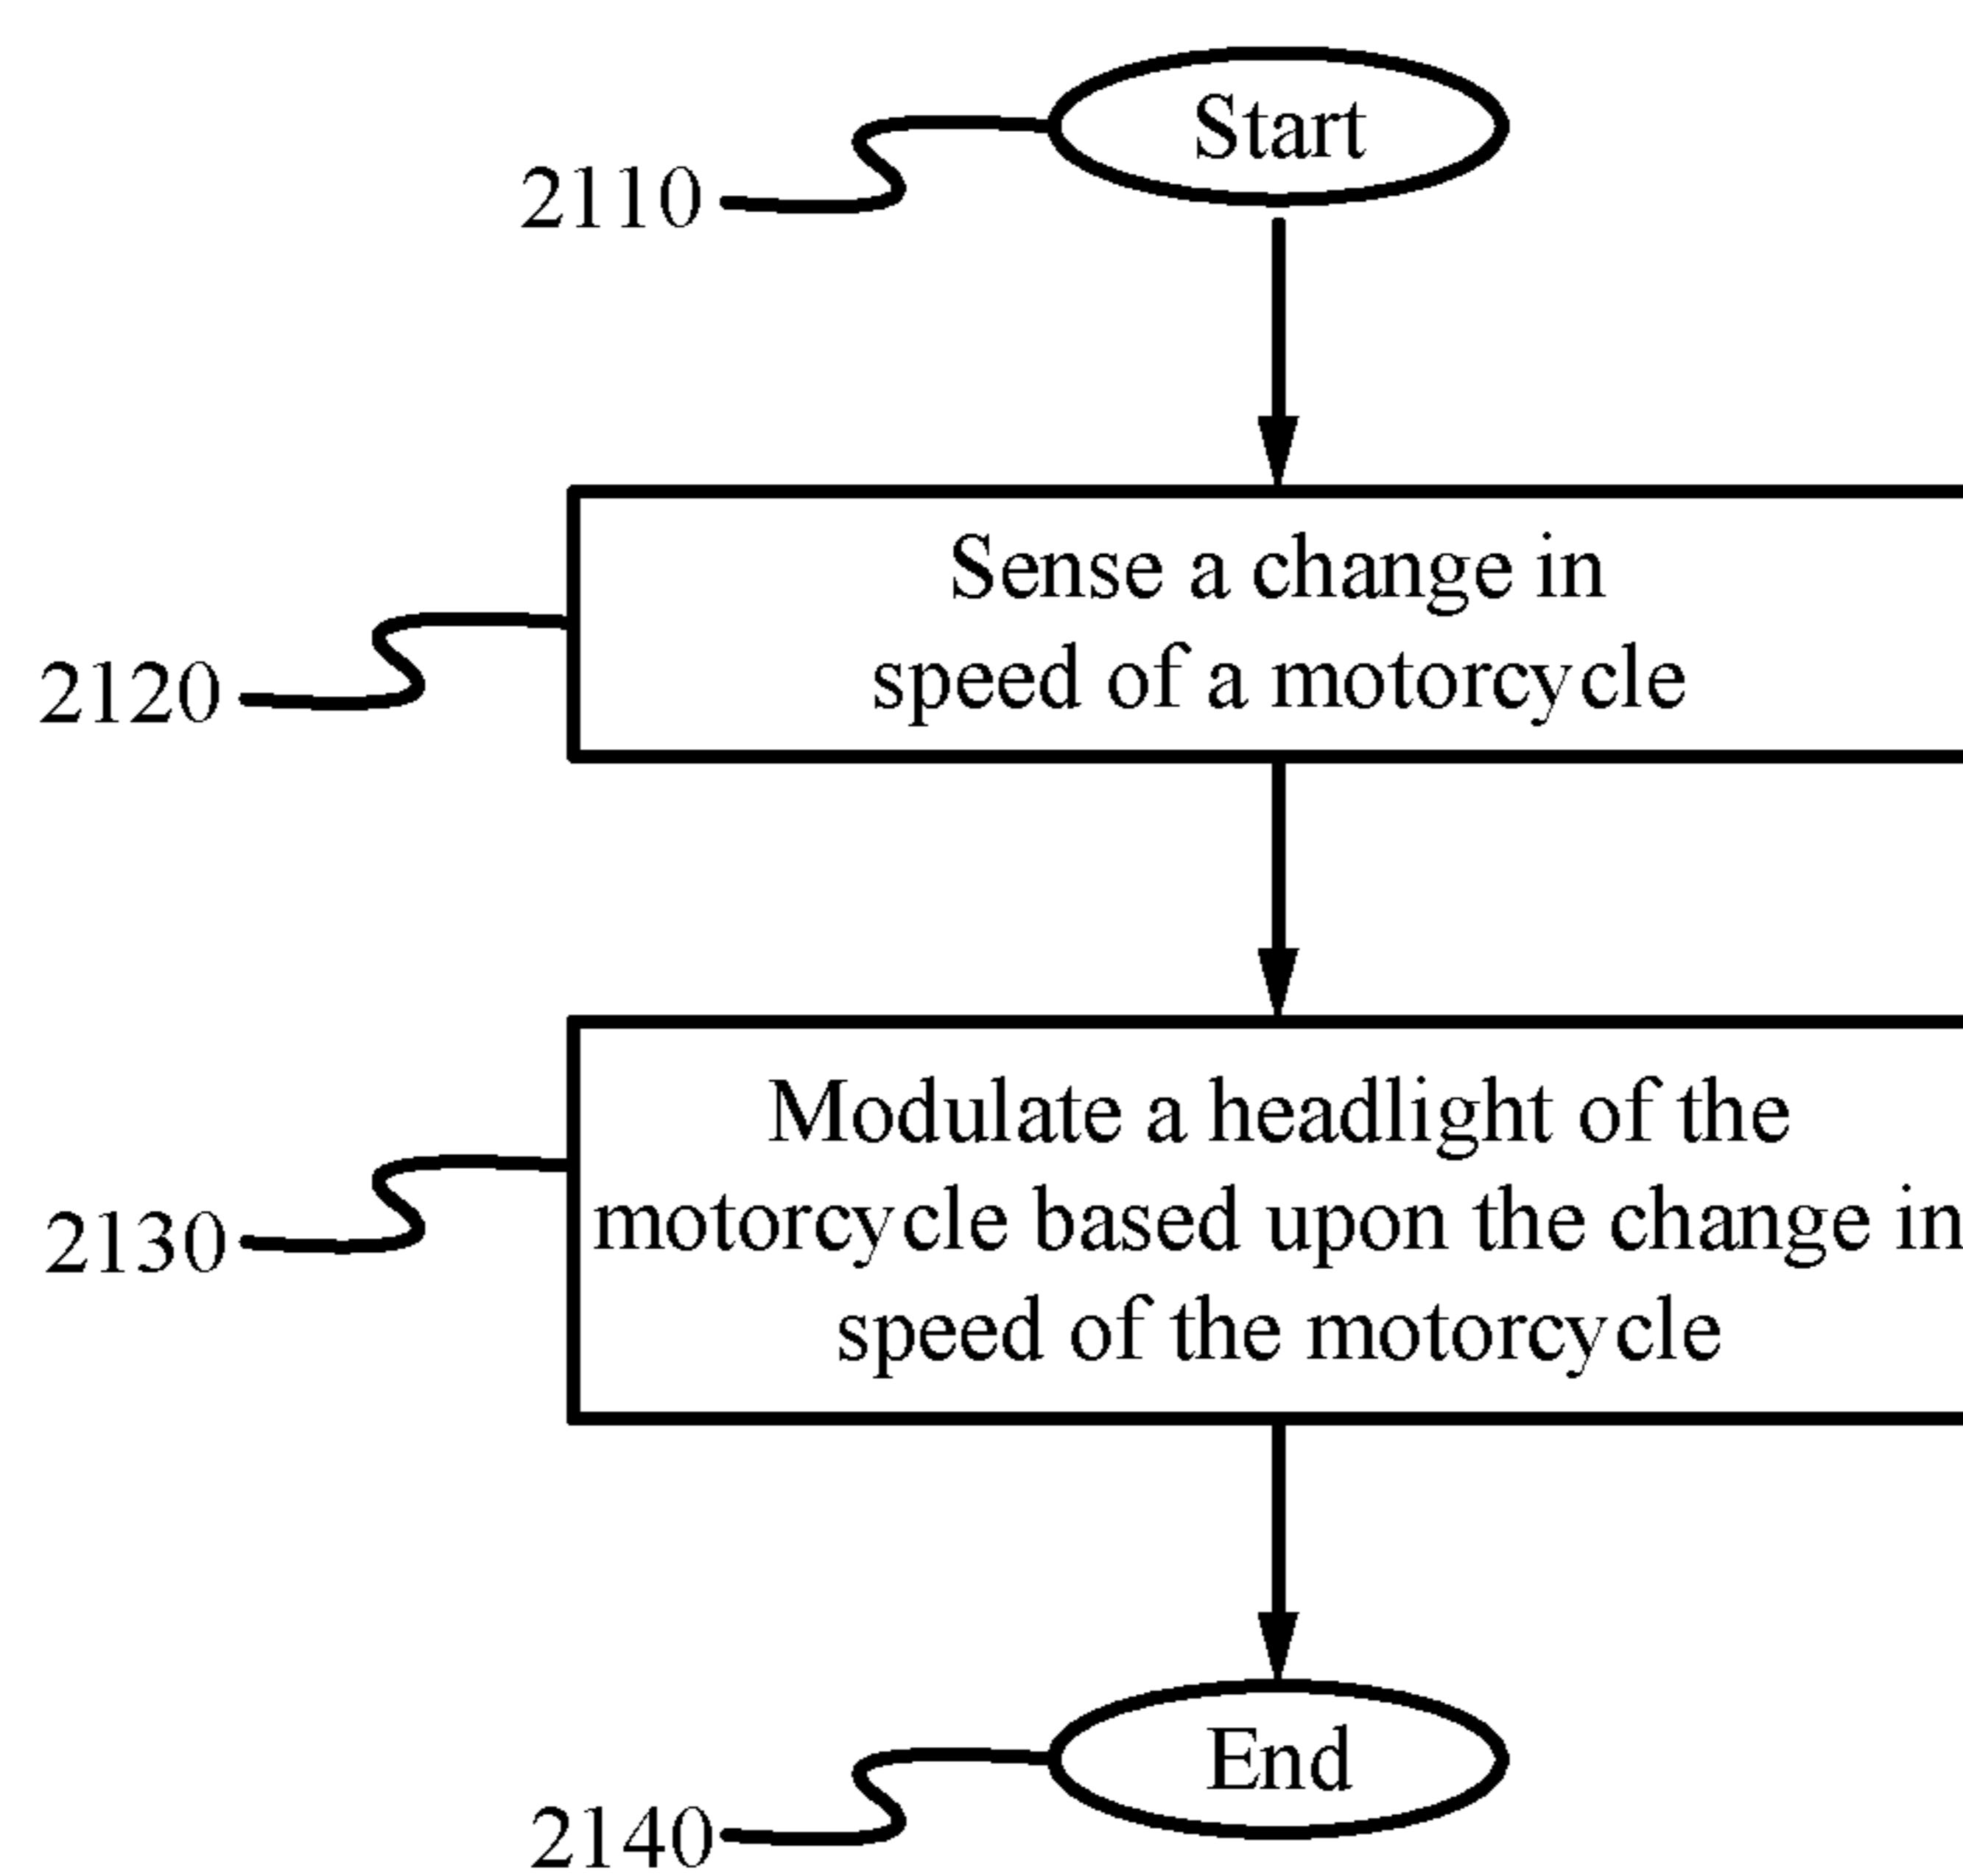 Start
2110
Sense a change in
speed of a motorcycle
2120
Modulate a headlight of the
motorcycle based upon the change in
speed of the motorcycle
2130
End
2140